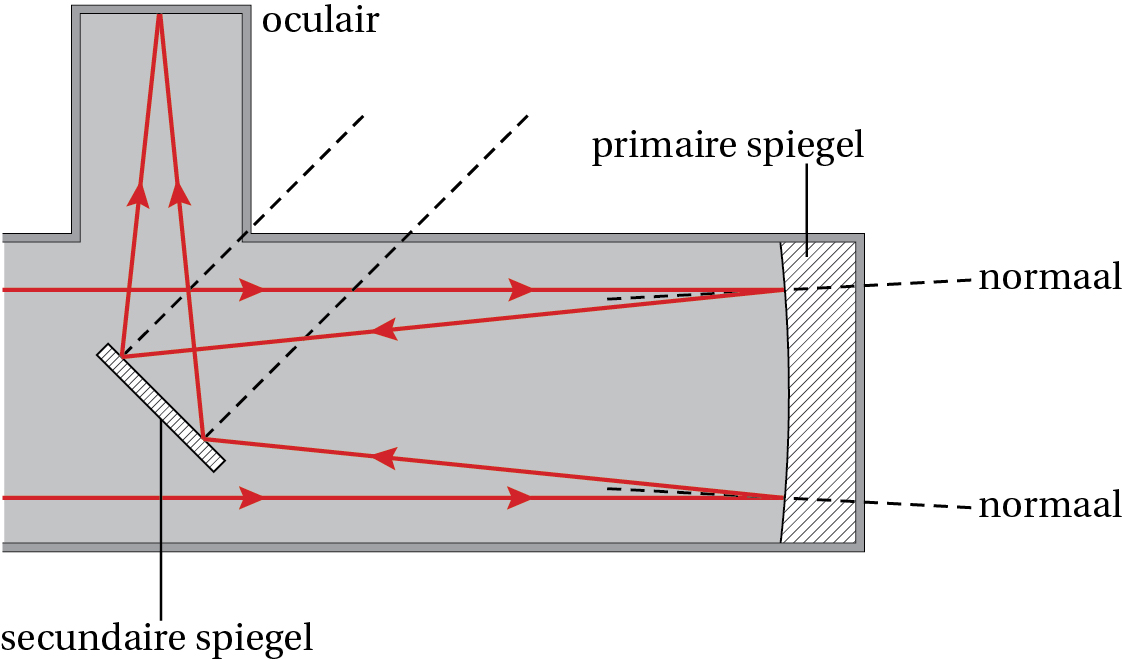 oculair
primaire spiegel
normaal
normaal
secundaire spiegel